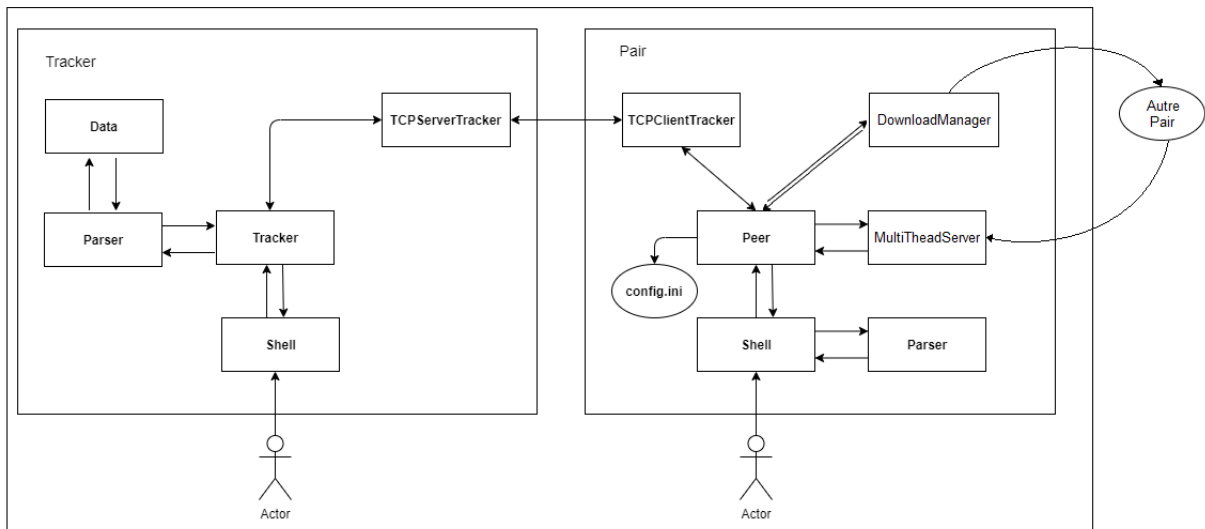 Tracker
Pair
Data
TCPServerTracker
TCPClientTracker
DownloadManager
Autre
Pair
Parser
Tracker
Peer
MultiTheadServer
config.ini
Shell
Shell
Parser
Actor
Actor